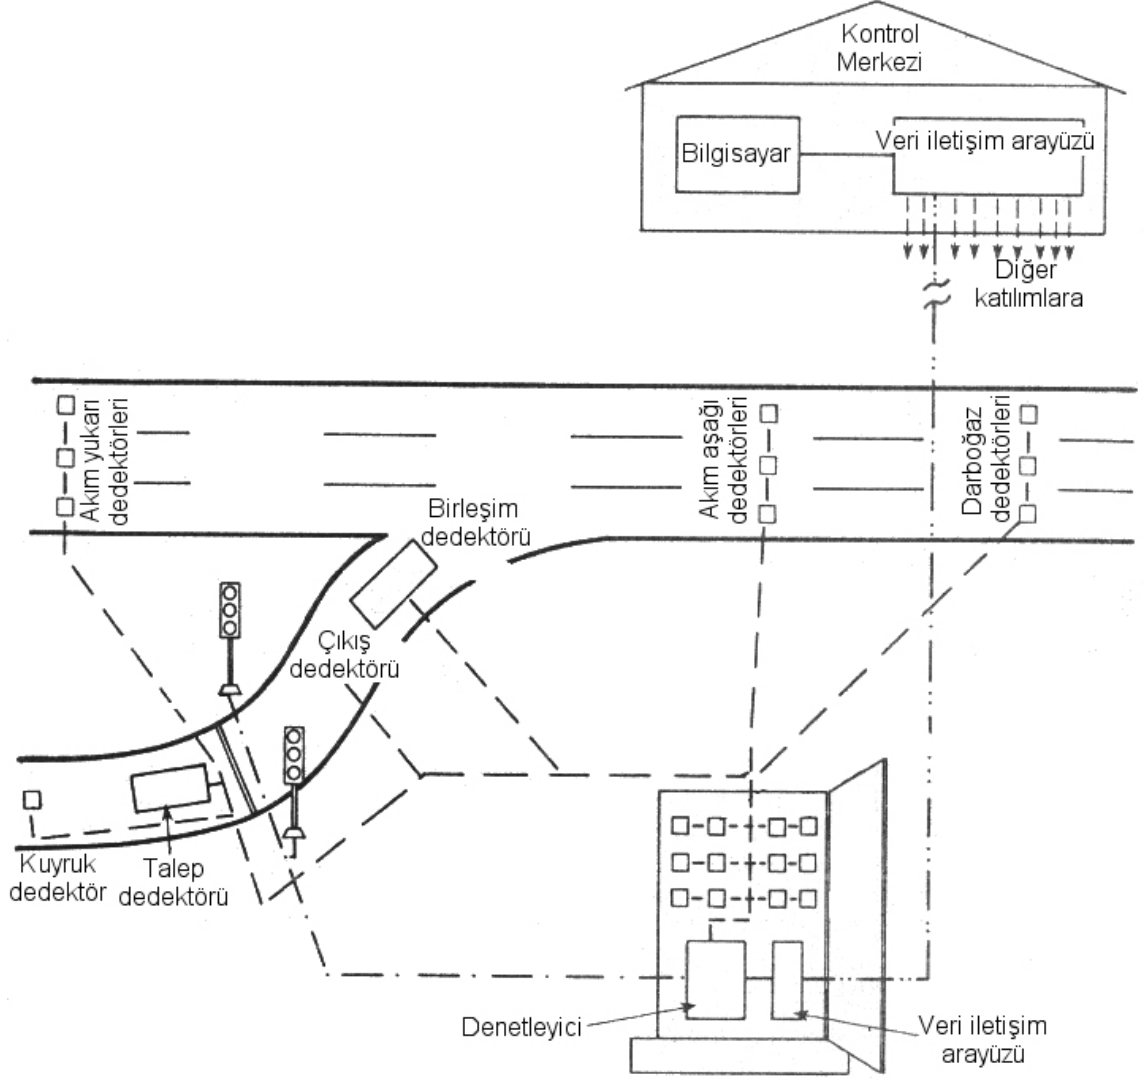 Kontrol
Merkezi
Bilgisayar
Veri iletişim arayüzü
Diğer
katılımlara
Akım yukarı
dedektörleri
Akım aşağı
dedektörleri
Darboğaz
dedektörleri
Birleşim
dedektörü
Çıkış
dedektörü
Kuyruk
dedektör
Talep
dedektörü
Denetleyici
Veri iletişim
arayüzü